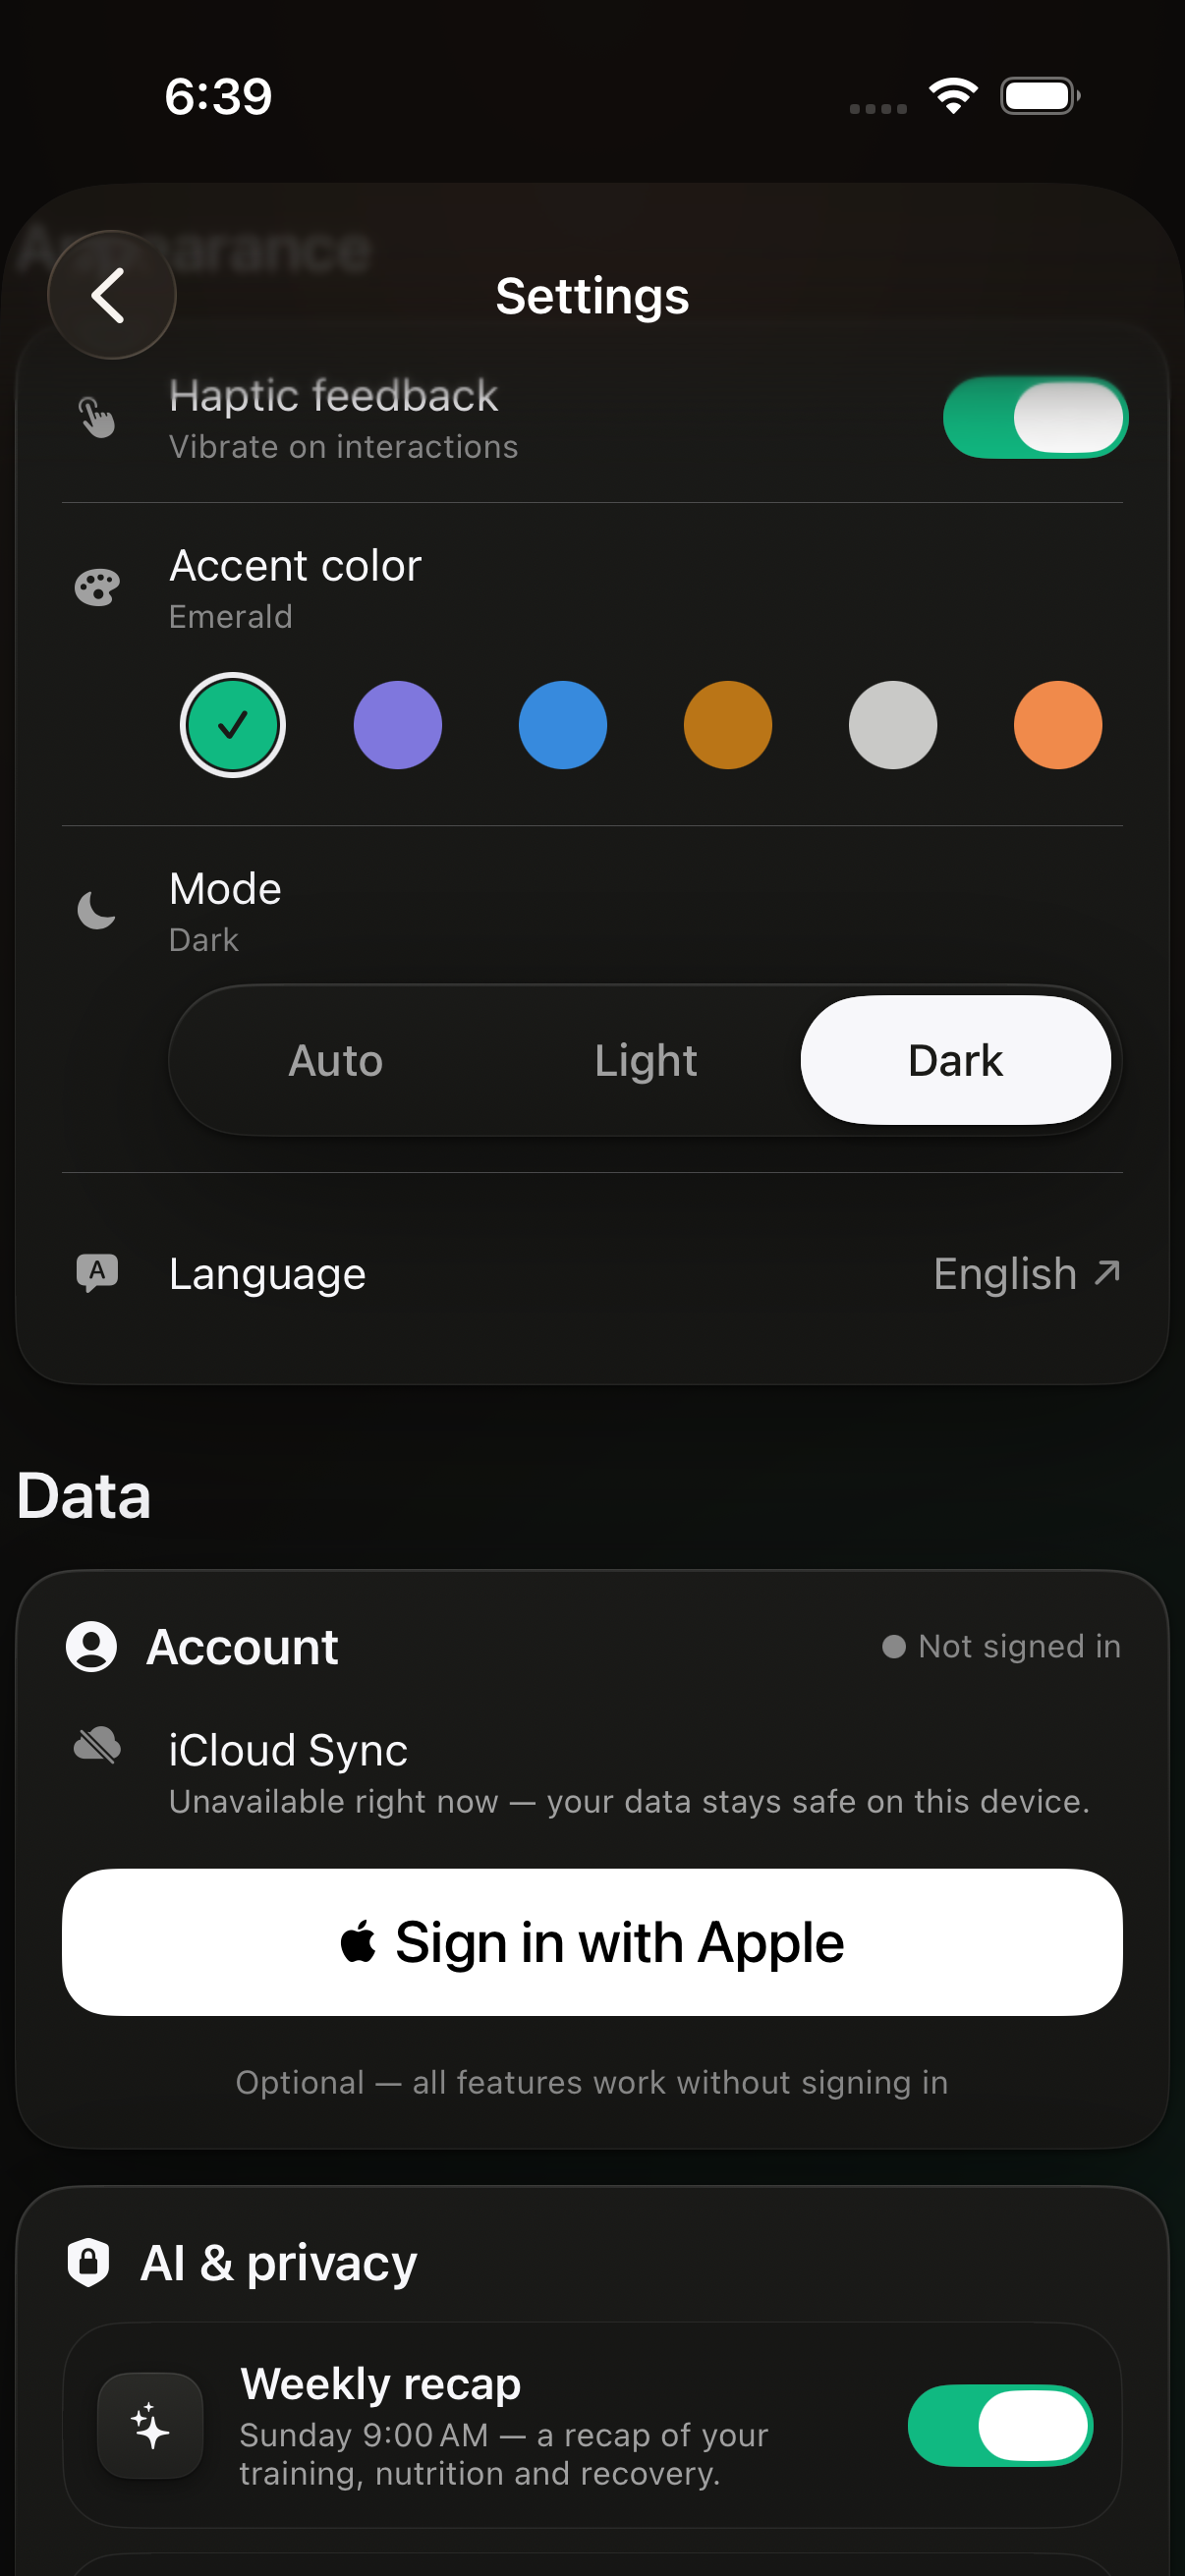 6:39
Appearance
Settings
Haptic feedback
Vibrate on interactions
Accent color
Emerald
Mode
Dark
Auto Light Dark
A
Language English
Data
Account Not signed in
iCloud Sync
Unavailable right now — your data stays safe on this device.
Sign in with Apple
Optional — all features work without signing in
AI & privacy
Weekly recap
Sunday 9:00 AM — a recap of your
training, nutrition and recovery.